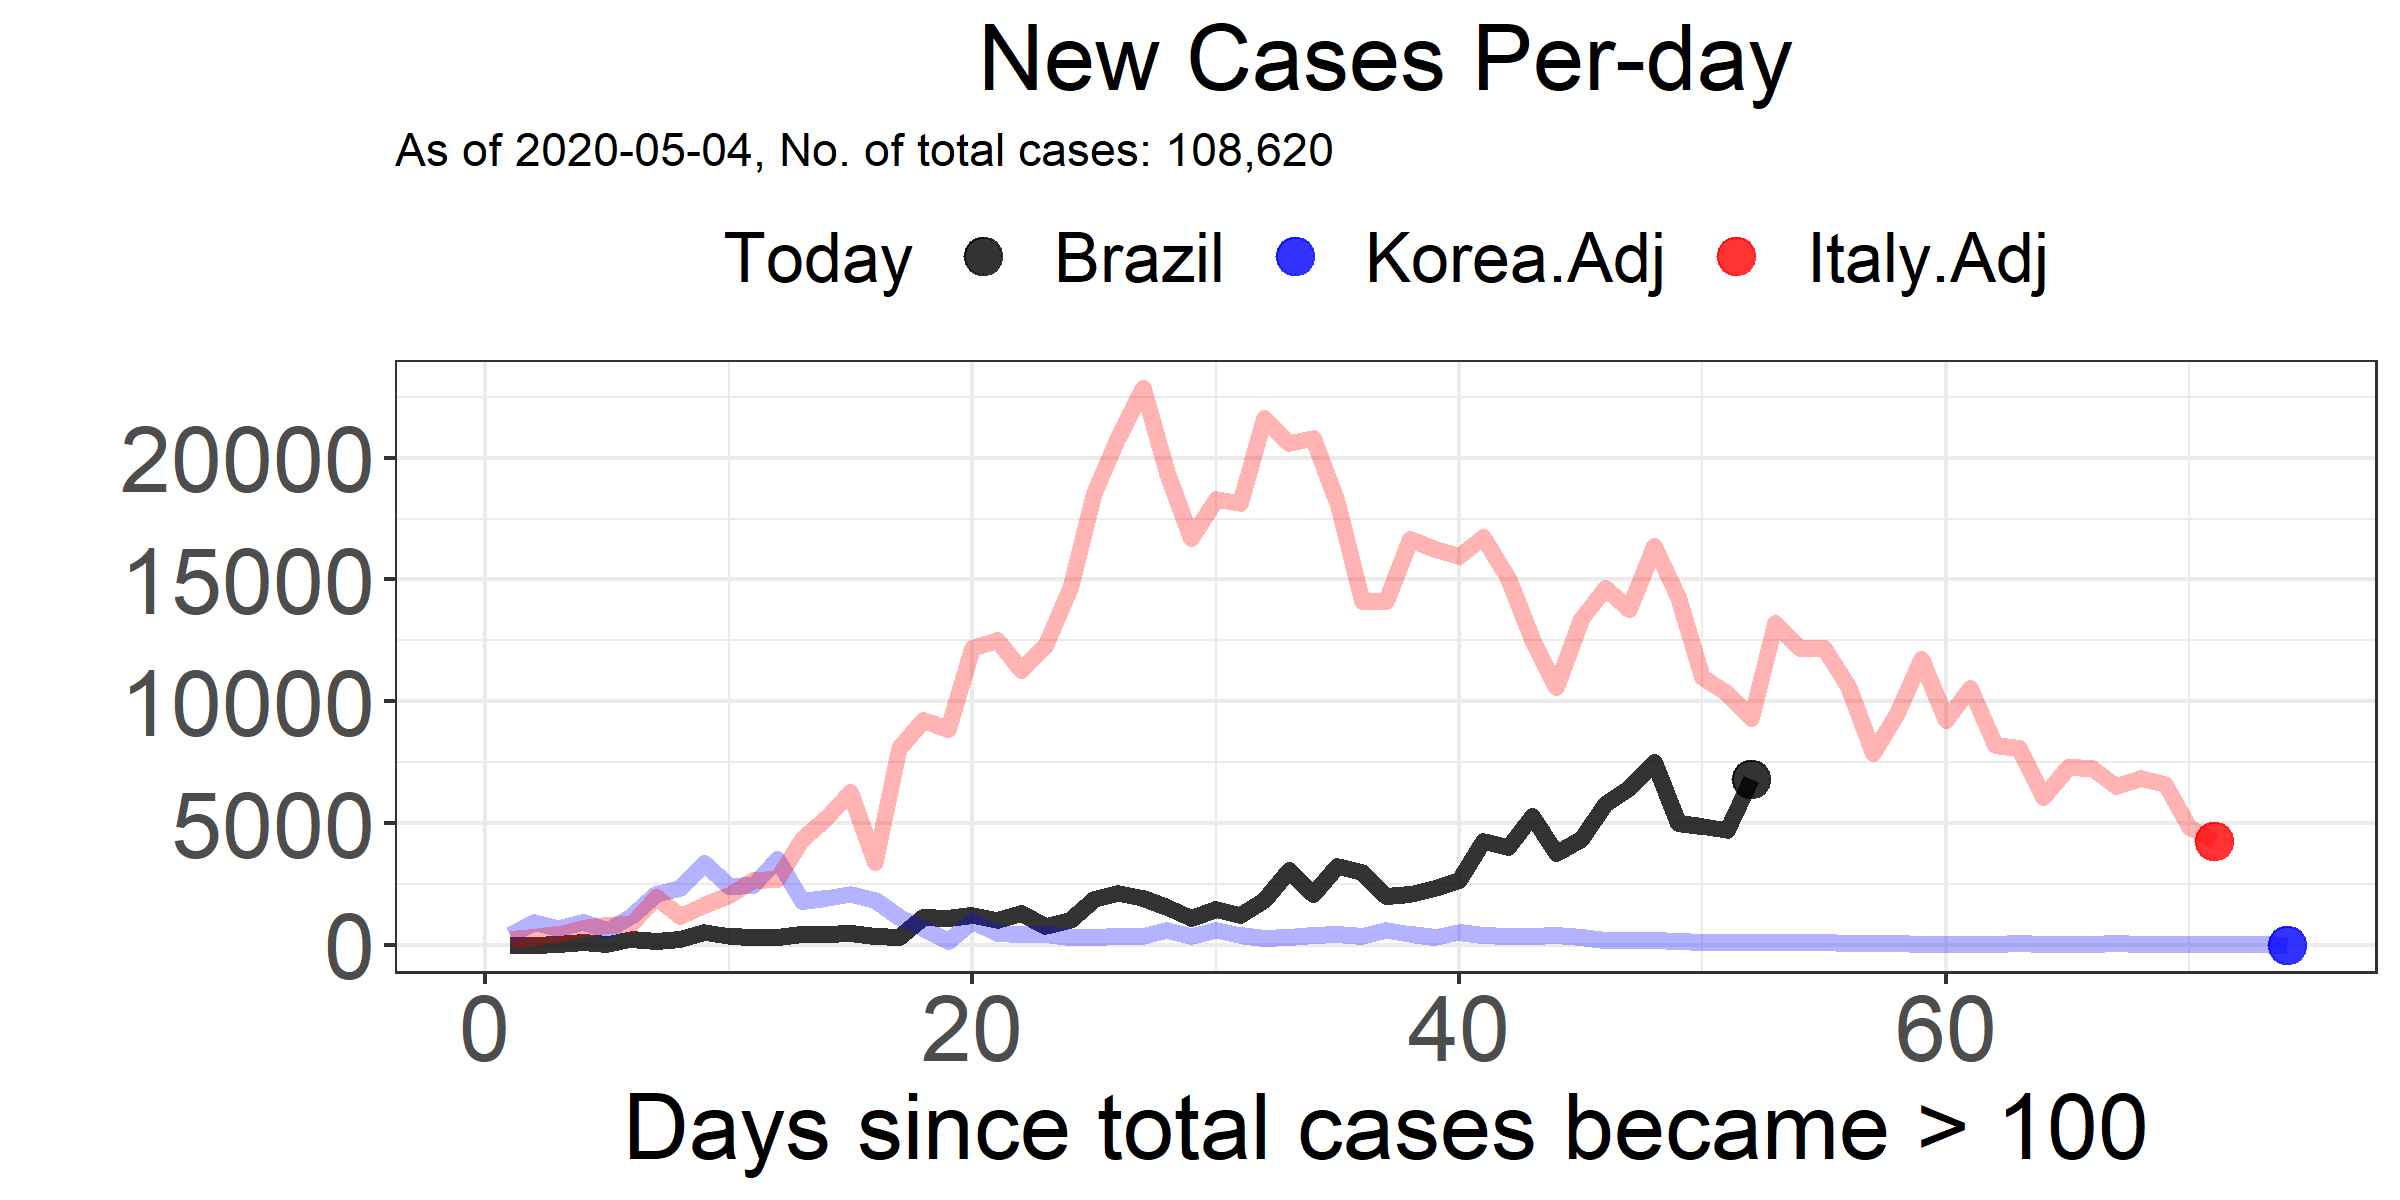 New Cases Per-day
As of 2020-05-04, No. of total cases: 108,620
Today Brazil Korea.Adj Italy.Adj
20000
15000
10000
5000
0
0 20 40 60
Days since total cases became > 100